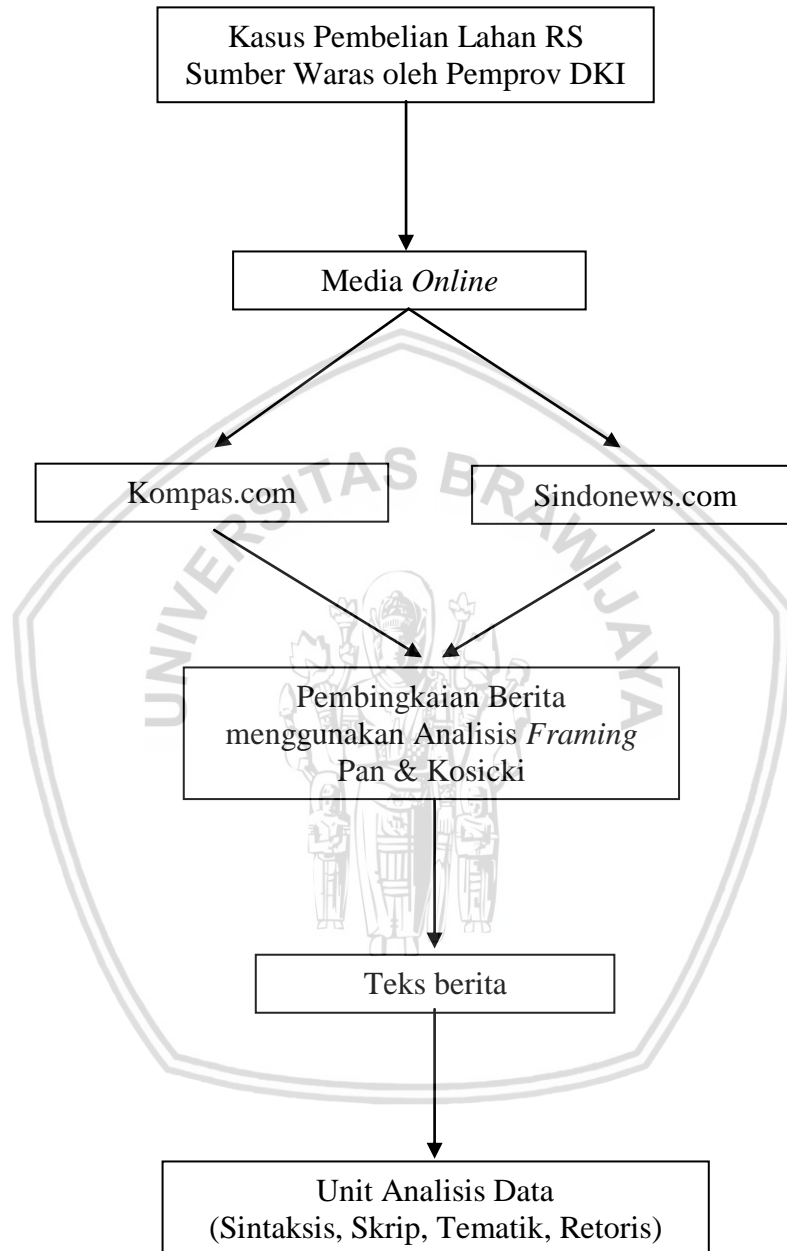 Kasus Pembelian Lahan RS
Sumber Waras oleh Pemprov DKI
Media Online
Kompas.com
Sindonews.com
UNIVERSITAS BRAWIJAYA
Pembingkaian Berita
menggunakan Analisis Framing
Pan & Kosicki
Teks berita
Unit Analisis Data
(Sintaksis, Skrip, Tematik, Retoris)